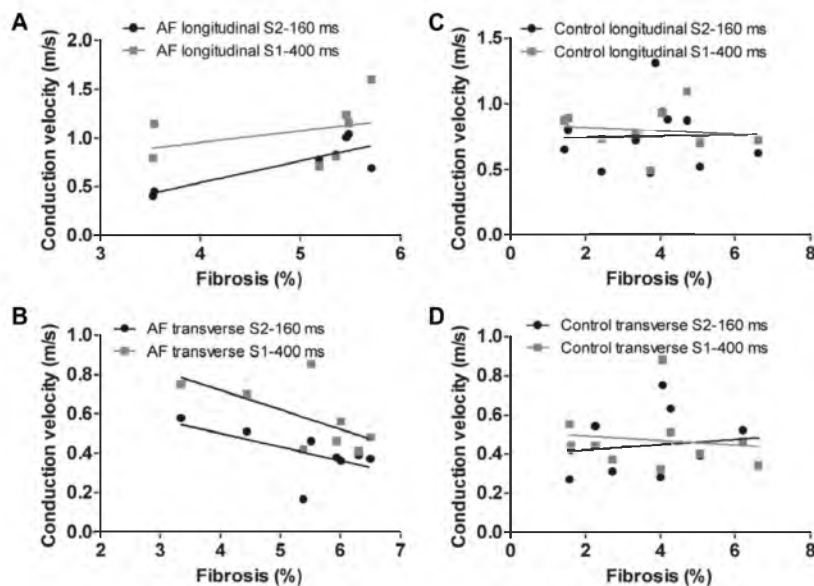 A
AF longitudinal S2-160 ms
AF longitudinal S1-400 ms
Conduction velocity (m/s)
2.0
1.5
1.0
0.5
0.0
3 4 5 6
Fibrosis (%)
B
AF transverse S2-160 ms
AF transverse S1-400 ms
Conduction velocity (m/s)
1.0
0.8
0.6
0.4
0.2
0.0
2 3 4 5 6 7
Fibrosis (%)
C
Control longitudinal S2-160 ms
Control longitudinal S1-400 ms
Conduction velocity (m/s)
1.5
1.0
0.5
0.0
0 2 4 6 8
Fibrosis (%)
D
Control transverse S2-160 ms
Control transverse S1-400 ms
Conduction velocity (m/s)
1.0
0.8
0.6
0.4
0.2
0.0
0 2 4 6 8
Fibrosis (%)